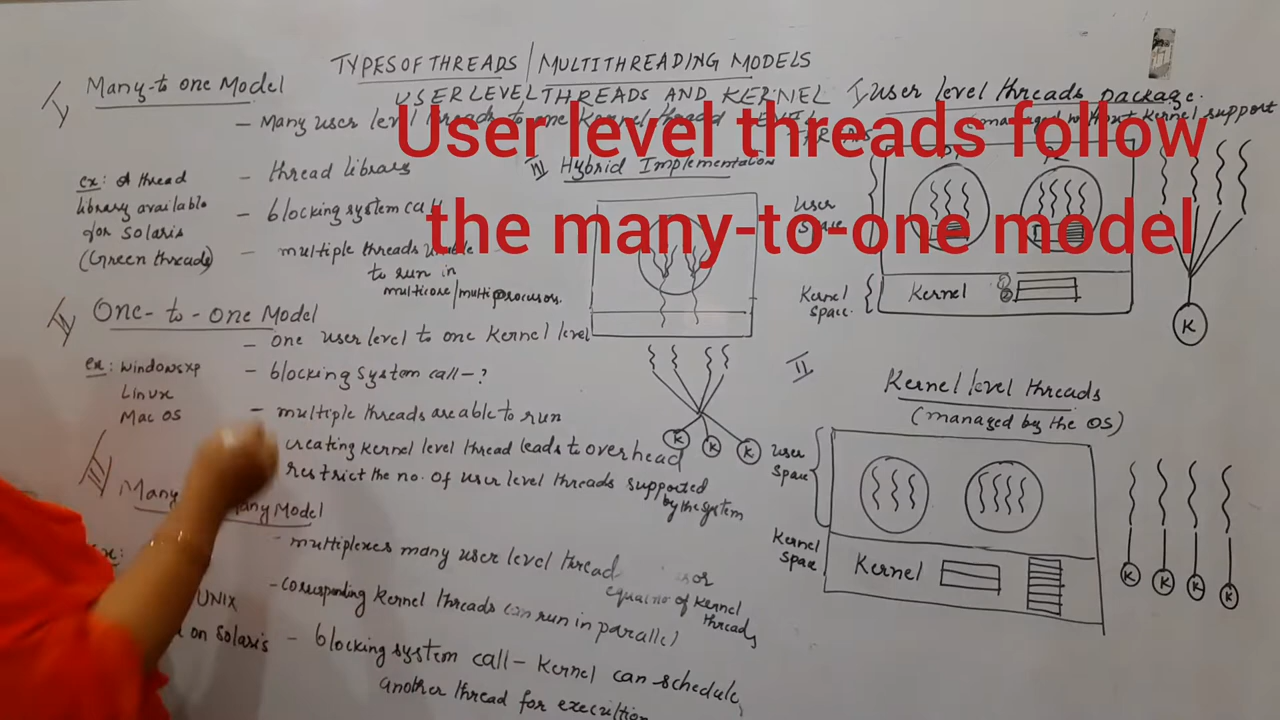 TYPES OF THREADS / MULTITHREADING MODELS
USER LEVEL THREADS AND KERNEL
User level threads follow
the many-to-one model
I) Many-to one Model
- Many user level threads to one Kernel thread
ex: A thread
library available
for Solaris
(Green threads)
- thread library
- blocking system call
- multiple threads unable
to run in
multicore/multiprocessors.
II) One-to-one Model
- one user level to one Kernel level
ex: Windowsxp
Linux
Mac OS
- blocking system call-?
- multiple threads are able to run
creating Kernel level thread leads to overhead
restrict the no. of user level threads supported
by the system
III) Many Many Model
ex:
UNIX
on Solaris
- multiplexes many user level thread
equal no of Kernel
threads
- corresponding Kernel threads can run in parallel
- blocking system call - Kernel can schedule
another thread for execution
III Hybrid Implementation
K K K
I) User level threads package.
(managed without Kernel support
User
Space
Kernel
Space.
Kernel
K
II
Kernel level threads
(managed by the OS)
User
Space
Kernel
Space
Kernel
K K K K